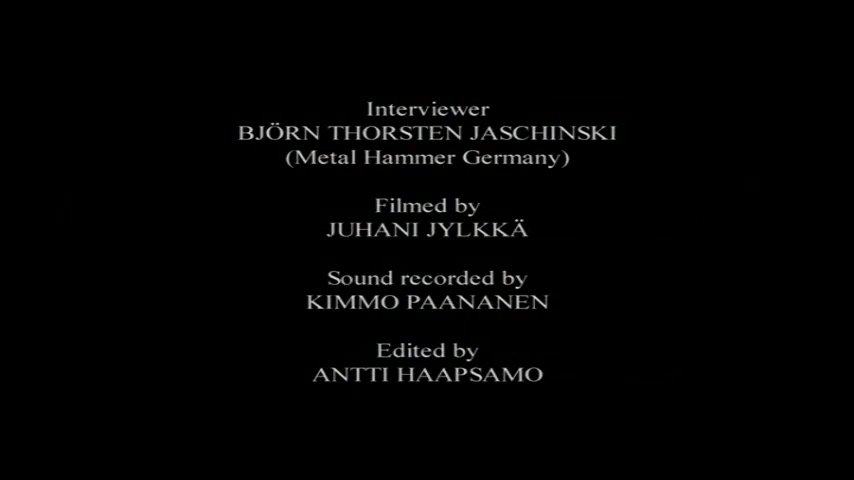 Interviewer
BJÖRN THORSTEN JASCHINSKI
(Metal Hammer Germany)
Filmed by
JUHANI JYLKKÄ
Sound recorded by
KIMMO PAANANEN
Edited by
ANTTI HAAPSAMO